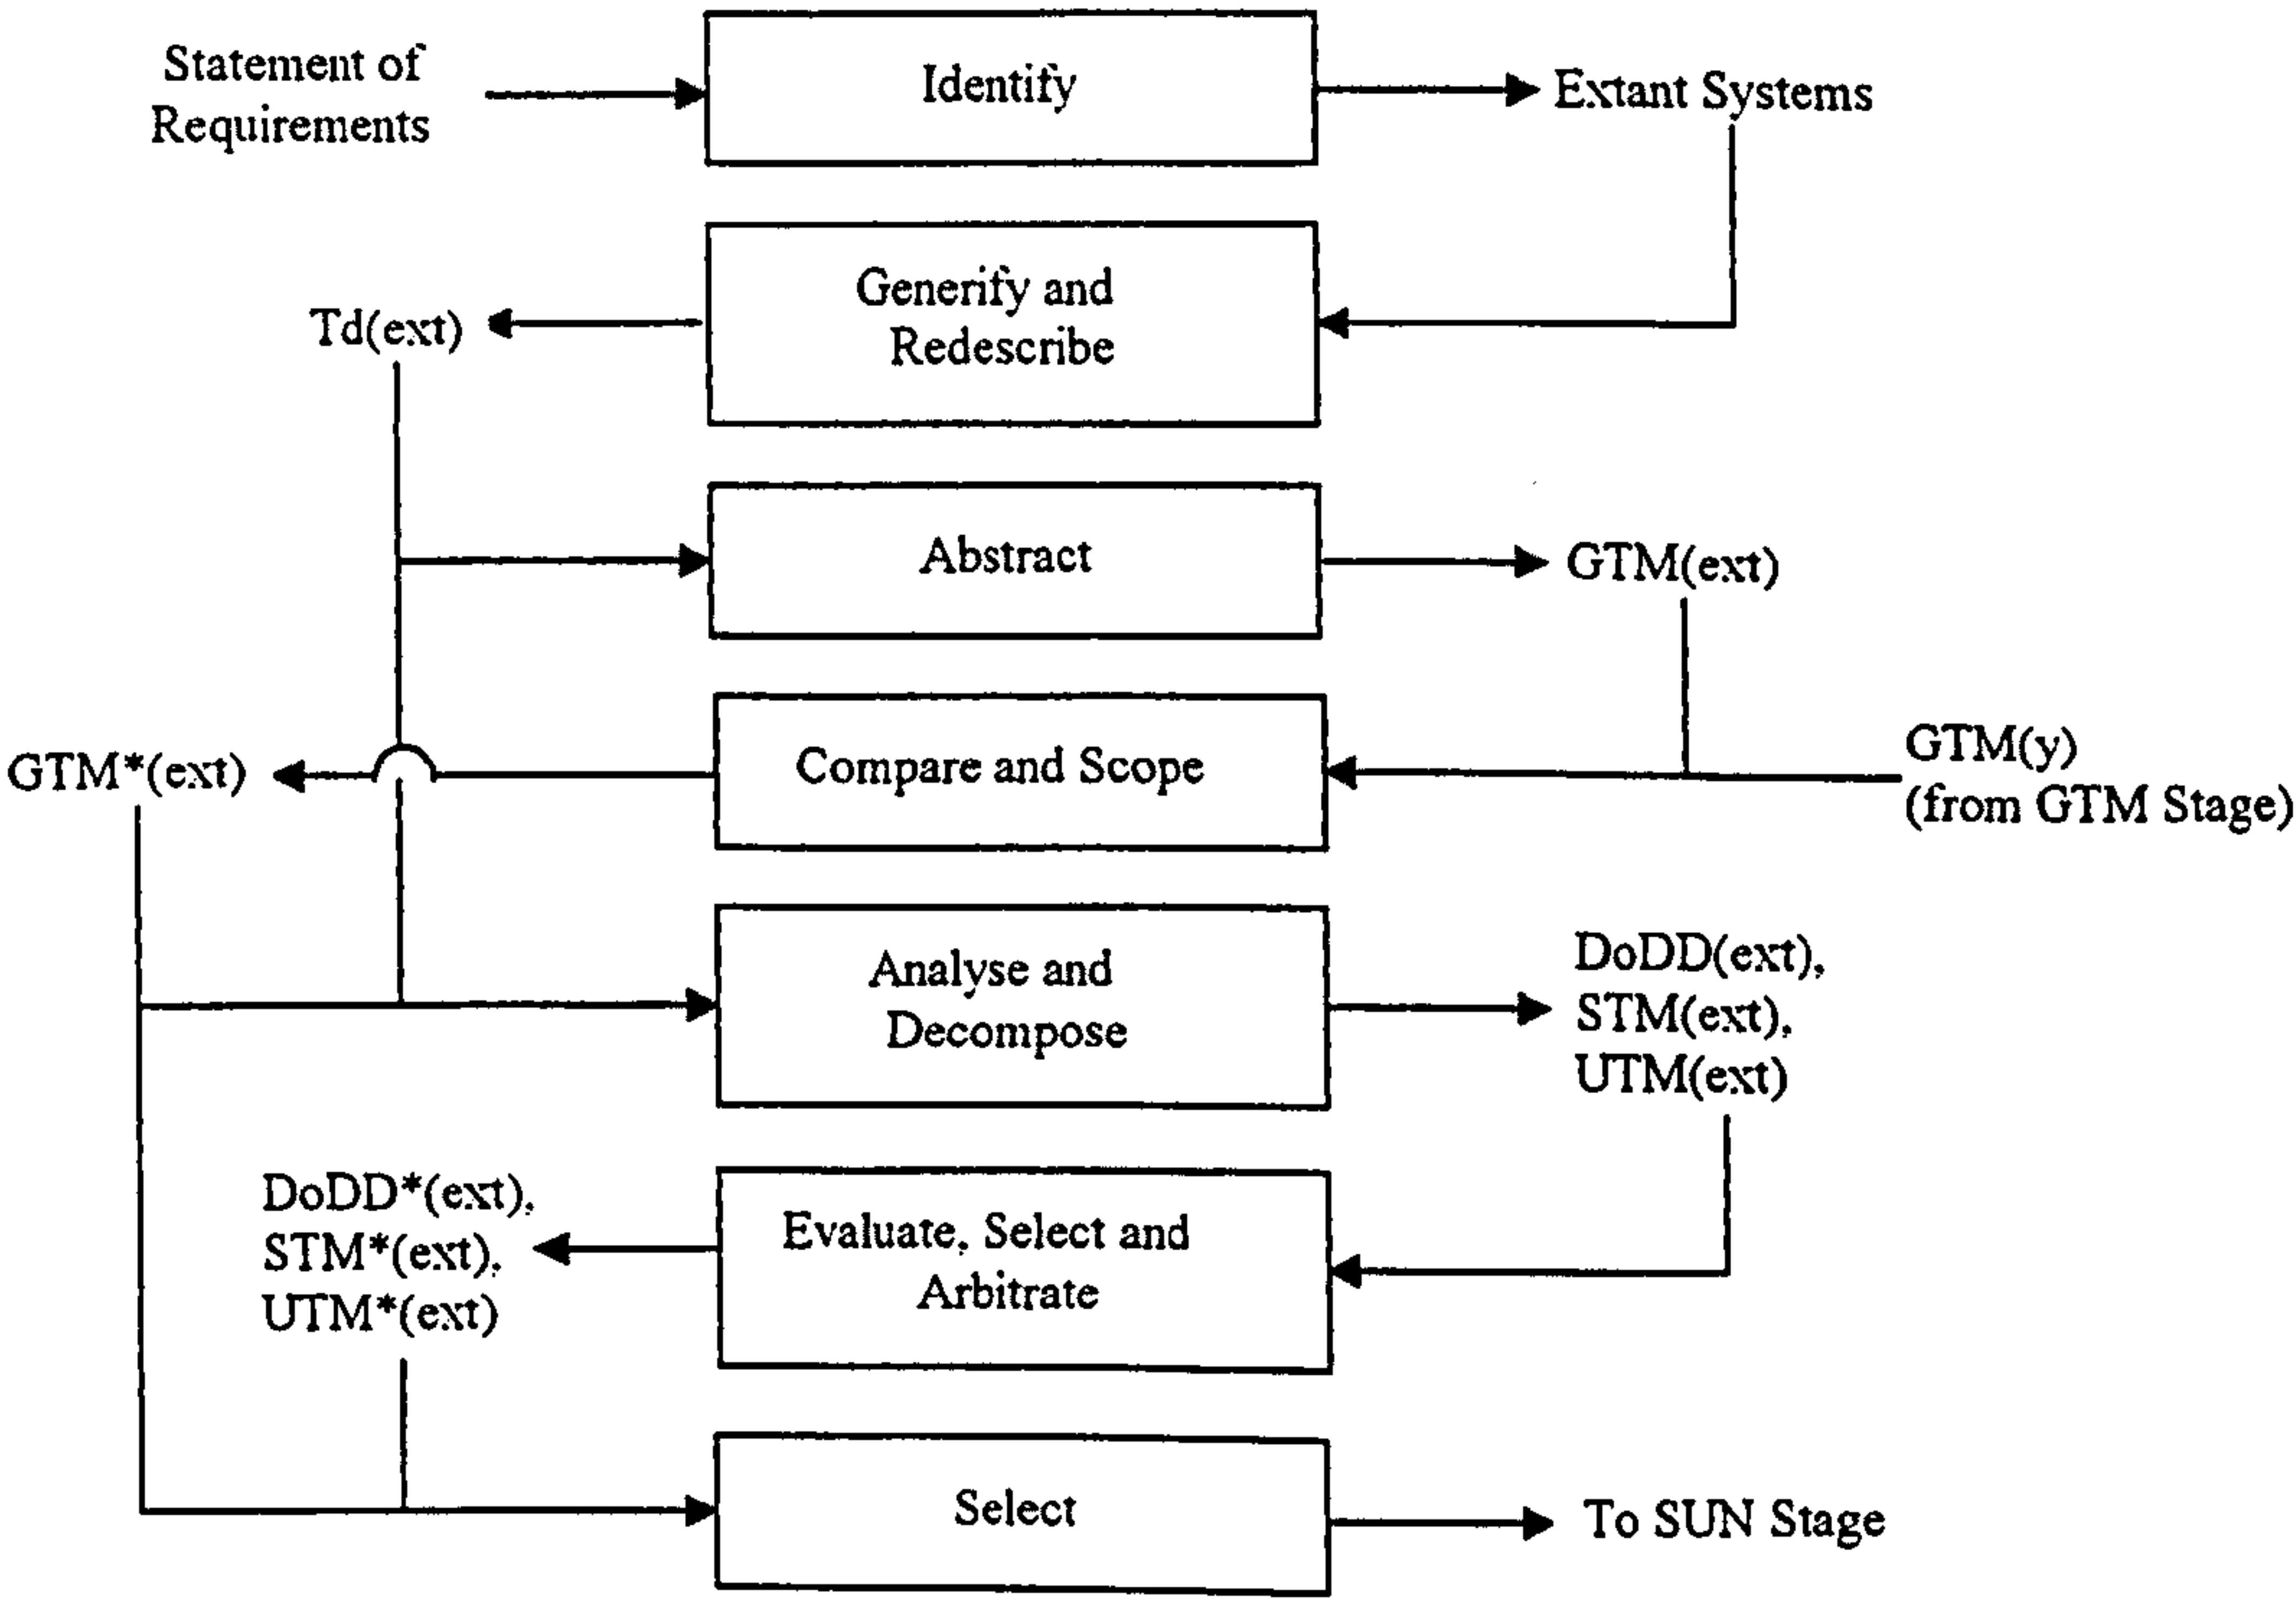 Statement of
Requirements
Identify
Extant Systems
Generify and
Redescribe
Td(ext)
Abstract
GTM(ext)
Compare and Scope
GTM*(ext)
GTM(y)
(from GTM Stage)
Analyse and
Decompose
DoDD(ext),
STM(ext),
UTM(ext)
DoDD*(ext),
STM*(ext),
UTM*(ext)
Evaluate, Select and
Arbitrate
Select
To SUN Stage